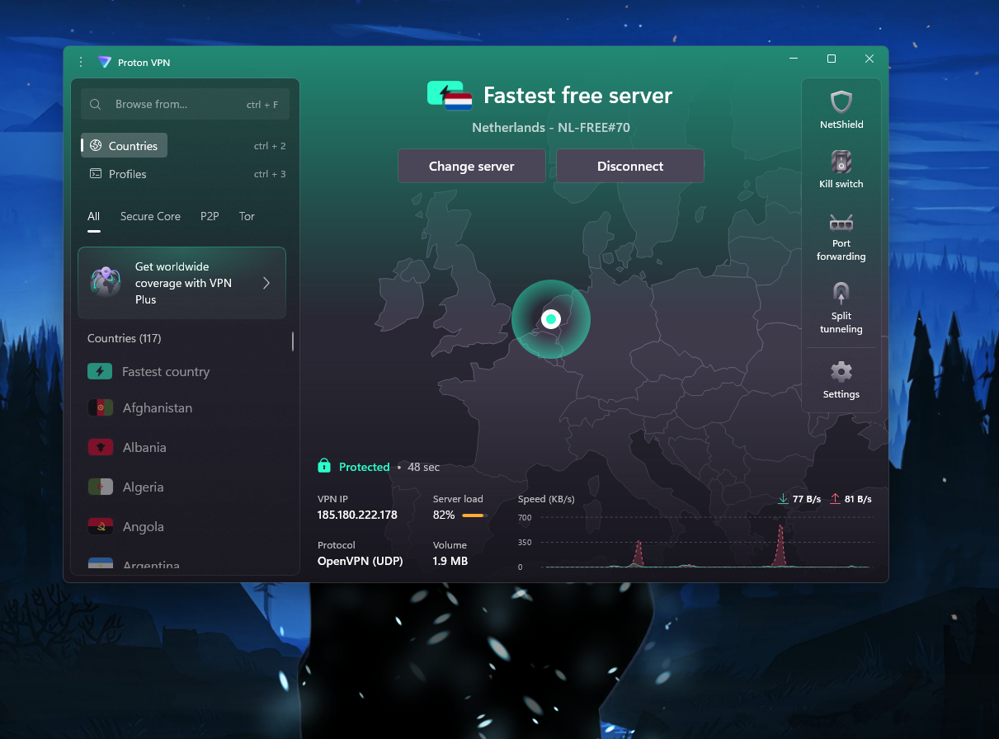 Proton VPN
Browse from...
ctrl + F
Countries
ctrl + 2
Profiles
ctrl + 3
All
Secure Core
P2P
Tor
Get worldwide
coverage with VPN
Plus
Countries (117)
Fastest country
Afghanistan
Albania
Algeria
Angola
Argentina
Fastest free server
Netherlands - NL-FREE#70
Change server
Disconnect
Protected • 48 sec
VPN IP
185.180.222.178
Server load
82%
Protocol
OpenVPN (UDP)
Volume
1.9 MB
Speed (KB/s)
77 B/s
81 B/s
700
350
0
NetShield
Kill switch
Port
forwarding
Split
tunneling
Settings